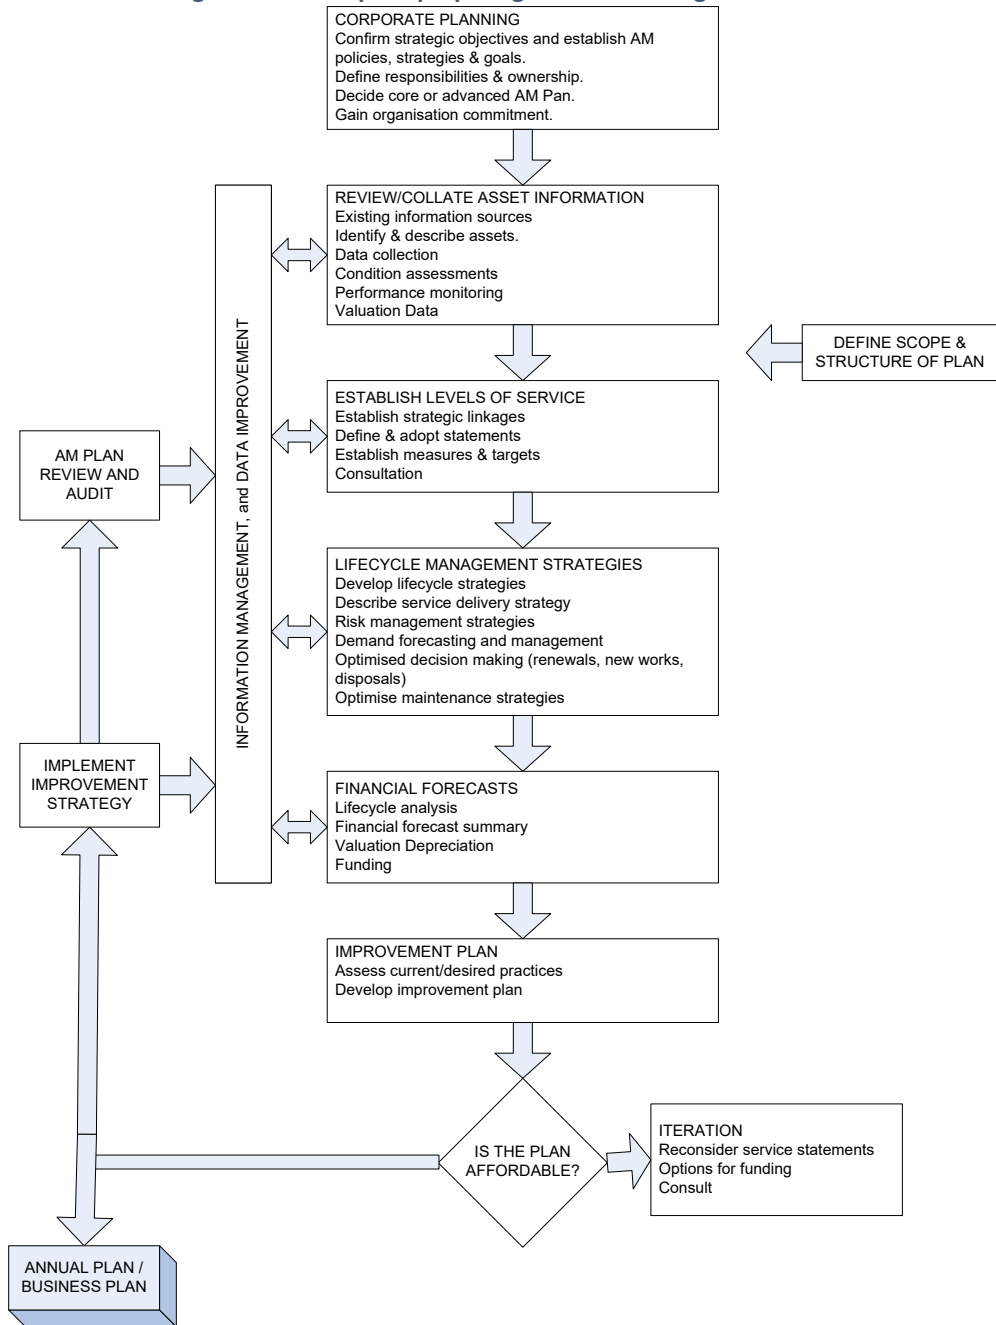 CORPORATE PLANNING
Confirm strategic objectives and establish AM
policies, strategies & goals.
Define responsibilities & ownership.
Decide core or advanced AM Pan.
Gain organisation commitment.
REVIEW/COLLATE ASSET INFORMATION
Existing information sources
Identify & describe assets.
Data collection
Condition assessments
Performance monitoring
Valuation Data
DEFINE SCOPE &
STRUCTURE OF PLAN
INFORMATION MANAGEMENT, and DATA IMPROVEMENT
ESTABLISH LEVELS OF SERVICE
Establish strategic linkages
Define & adopt statements
Establish measures & targets
Consultation
AM PLAN
REVIEW AND
AUDIT
LIFECYCLE MANAGEMENT STRATEGIES
Develop lifecycle strategies
Describe service delivery strategy
Risk management strategies
Demand forecasting and management
Optimised decision making (renewals, new works,
disposals)
Optimise maintenance strategies
IMPLEMENT
IMPROVEMENT
STRATEGY
FINANCIAL FORECASTS
Lifecycle analysis
Financial forecast summary
Valuation Depreciation
Funding
IMPROVEMENT PLAN
Assess current/desired practices
Develop improvement plan
IS THE PLAN
AFFORDABLE?
ITERATION
Reconsider service statements
Options for funding
Consult
ANNUAL PLAN /
BUSINESS PLAN